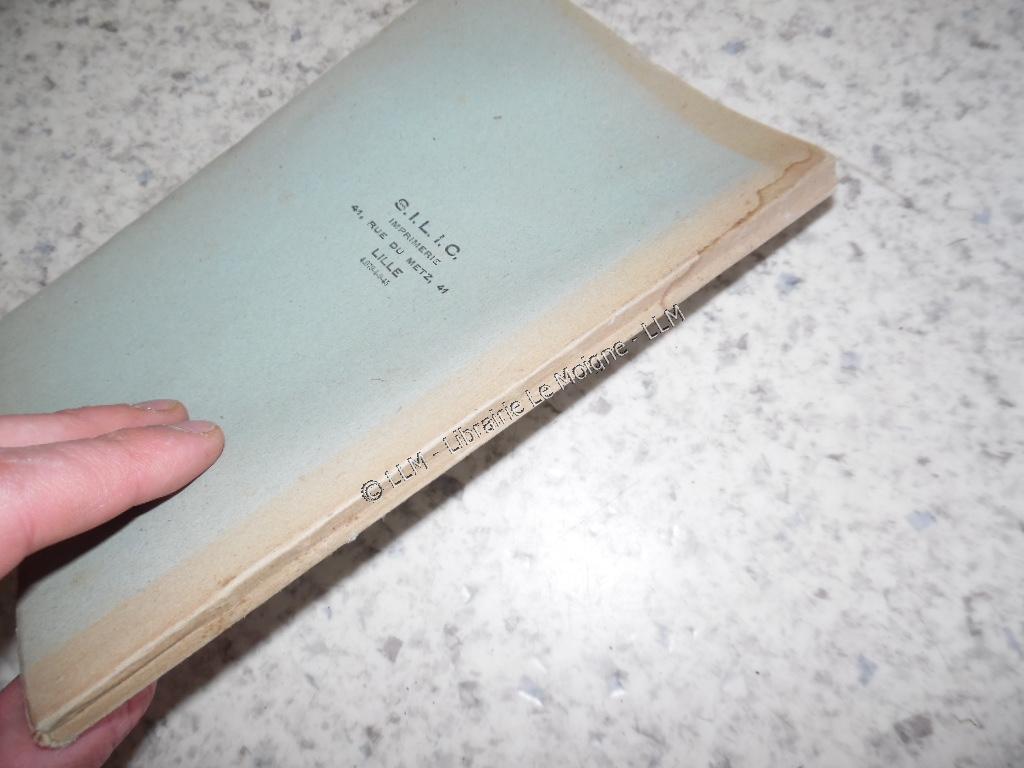 S.I.L.I.C.
IMPRIMERIE
41, RUE DU METZ, 41
LILLE
© LLM - Librairie Le Moigne - LLM